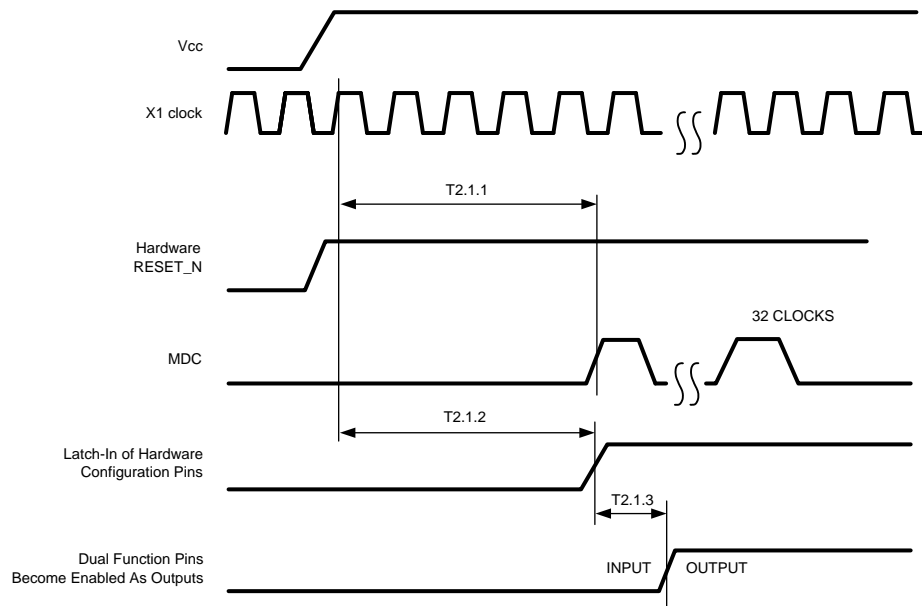 Vcc
X1 clock
T2.1.1
Hardware
RESET_N
32 CLOCKS
MDC
T2.1.2
Latch-In of Hardware
Configuration Pins
T2.1.3
Dual Function Pins
Become Enabled As Outputs
INPUT
OUTPUT